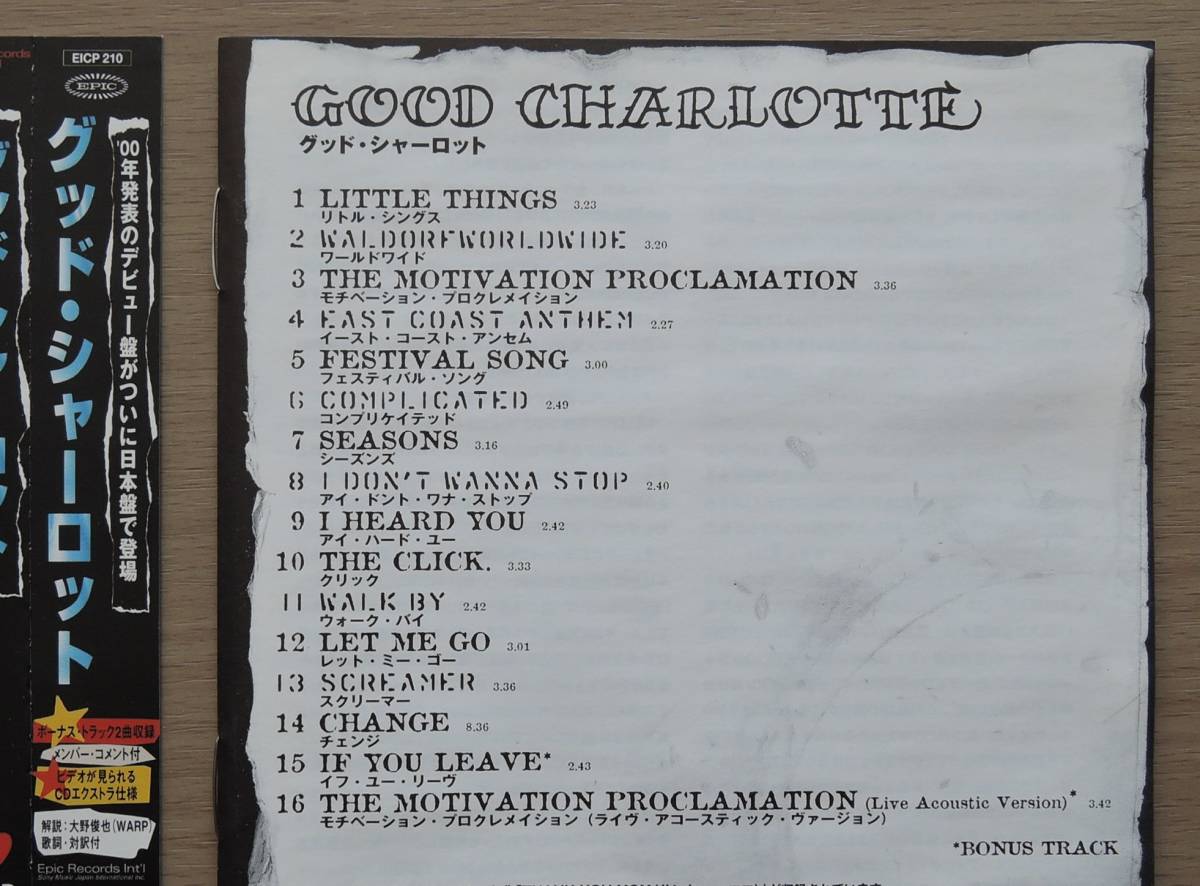 EICP 210
EPIC
グッド・シャーロット
'00年発表のデビュー盤がついに日本盤で登場
ボーナス・トラック2曲収録
メンバー・コメント付
ビデオが見られる
CDエクストラ仕様
解説：大野俊也（WARP）
歌詞・対訳付
Epic Records Int'l
Sony Music Japan International Inc.
GOOD CHARLOTTE
グッド・シャーロット
1 LITTLE THINGS 3.23
リトル・シングス
2 WALDORFWORLDWIDE 3.20
ワールドワイド
3 THE MOTIVATION PROCLAMATION 3.36
モチベーション・プロクレメイション
4 EAST COAST ANTHEM 2.27
イースト・コースト・アンセム
5 FESTIVAL SONG 3.00
フェスティバル・ソング
6 COMPLICATED 2.49
コンプリケイテッド
7 SEASONS 3.16
シーズンズ
8 I DON'T WANNA STOP 2.40
アイ・ドント・ワナ・ストップ
9 I HEARD YOU 2.42
アイ・ハード・ユー
10 THE CLICK. 3.33
クリック
11 WALK BY 2.42
ウォーク・バイ
12 LET ME GO 3.01
レット・ミー・ゴー
13 SCREAMER 3.36
スクリーマー
14 CHANGE 8.36
チェンジ
15 IF YOU LEAVE* 2.43
イフ・ユー・リーヴ
16 THE MOTIVATION PROCLAMATION (Live Acoustic Version)* 3.42
モチベーション・プロクレメイション（ライヴ・アコースティック・ヴァージョン）
*BONUS TRACK